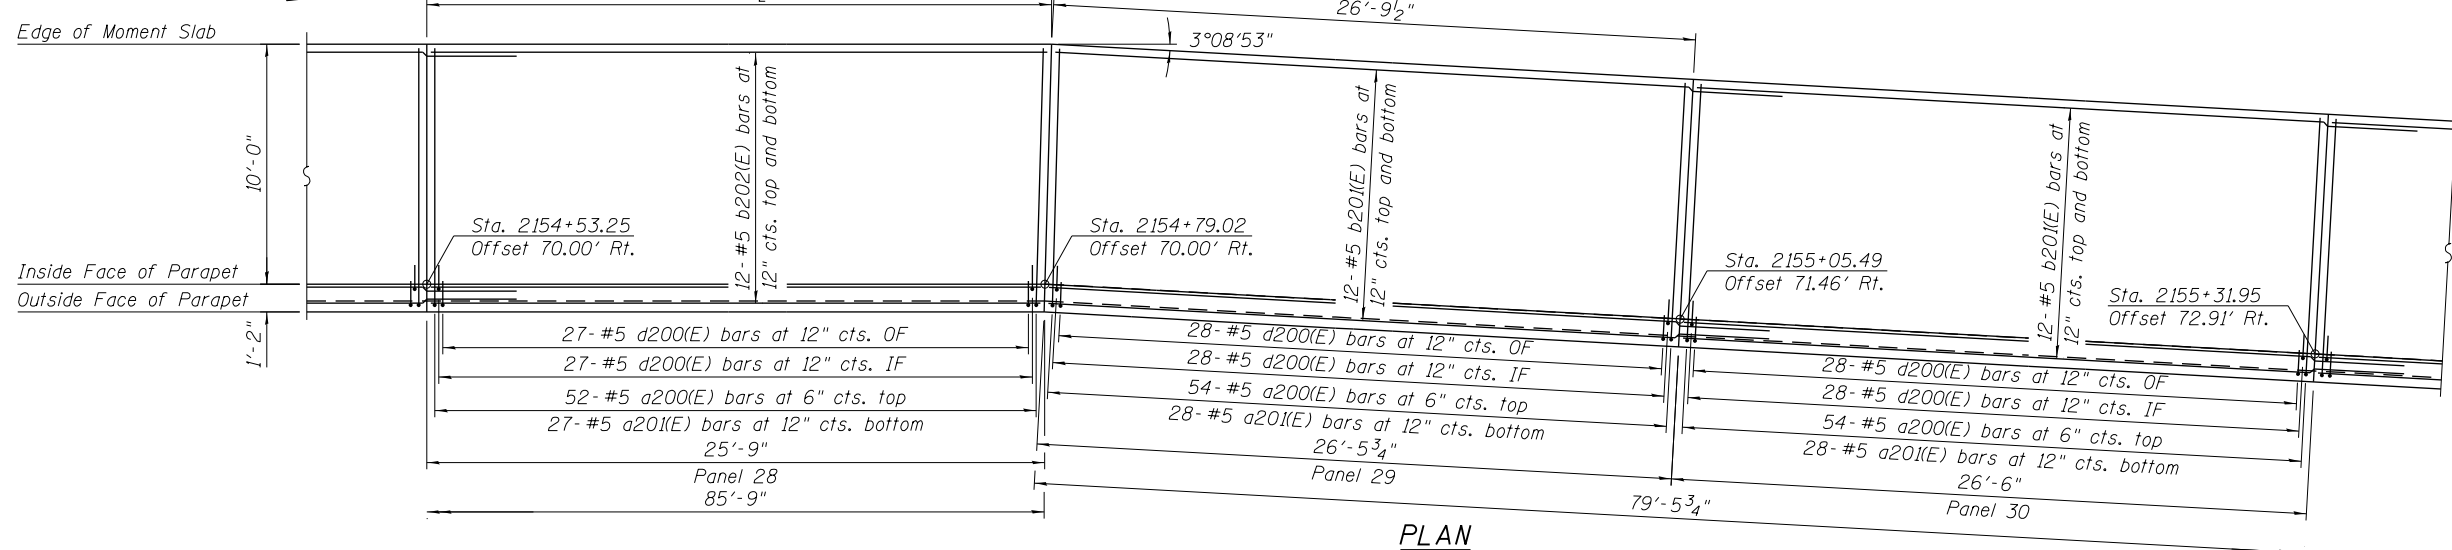 26'-9½"
Edge of Moment Slab
3°08'53"
10'-0"
12-#5 b202(E) bars at
12" cts. top and bottom
12-#5 b201(E) bars at
12" cts. top and bottom
12-#5 b201(E) bars at
12" cts. top and bottom
Sta. 2154+53.25
Offset 70.00' Rt.
Sta. 2154+79.02
Offset 70.00' Rt.
Sta. 2155+05.49
Offset 71.46' Rt.
Sta. 2155+31.95
Offset 72.91' Rt.
Inside Face of Parapet
Outside Face of Parapet
1'-2"
27-#5 d200(E) bars at 12" cts. OF
27-#5 d200(E) bars at 12" cts. IF
52-#5 a200(E) bars at 6" cts. top
27-#5 a201(E) bars at 12" cts. bottom
25'-9"
Panel 28
85'-9"
28-#5 d200(E) bars at 12" cts. OF
28-#5 d200(E) bars at 12" cts. IF
54-#5 a200(E) bars at 6" cts. top
28-#5 a201(E) bars at 12" cts. bottom
26'-5¾"
Panel 29
28-#5 d200(E) bars at 12" cts. OF
28-#5 d200(E) bars at 12" cts. IF
54-#5 a200(E) bars at 6" cts. top
28-#5 a201(E) bars at 12" cts. bottom
26'-6"
Panel 30
79'-5¾"
PLAN